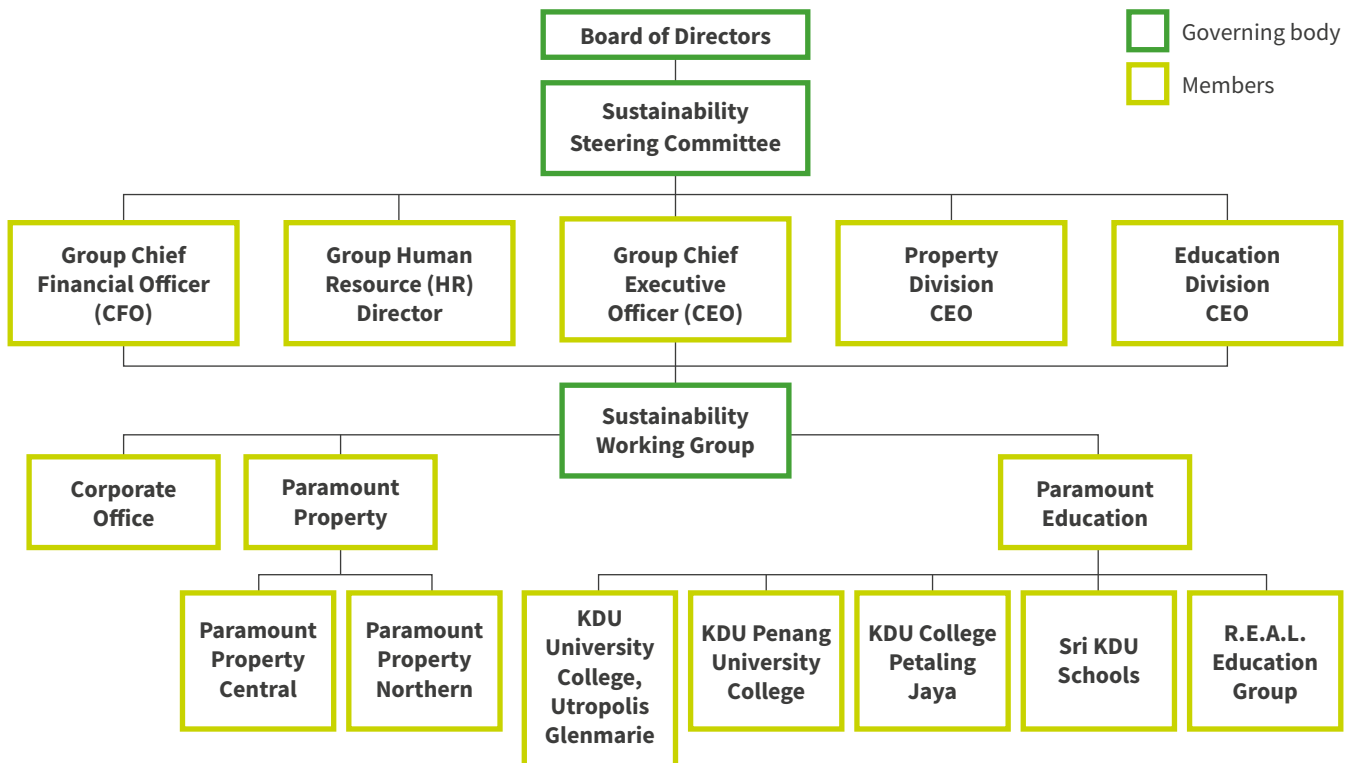 Board of Directors
Governing body
Members
Sustainability
Steering Committee
Group Chief
Financial Officer
(CFO)
Group Human
Resource (HR)
Director
Group Chief
Executive
Officer (CEO)
Property
Division
CEO
Education
Division
CEO
Sustainability
Working Group
Corporate
Office
Paramount
Property
Paramount
Education
Paramount
Property
Central
Paramount
Property
Northern
KDU
University
College,
Utropolis
Glenmarie
KDU Penang
University
College
KDU College
Petaling
Jaya
Sri KDU
Schools
R.E.A.L.
Education
Group